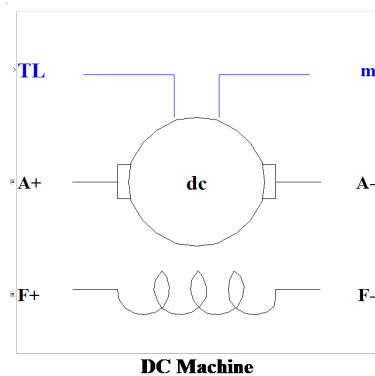 TL m
A+ dc A-
F+ F-
DC Machine